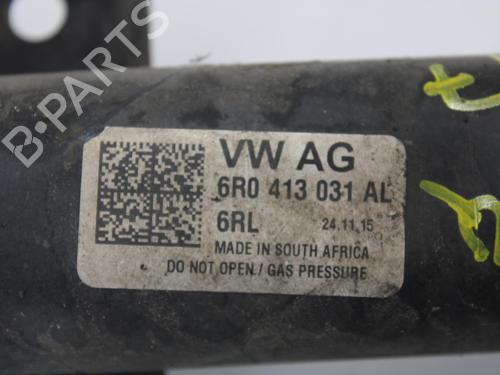 VW AG
6R0 413 031 AL
6RL 24.11.15
MADE IN SOUTH AFRICA
DO NOT OPEN / GAS PRESSURE
B-PARTS